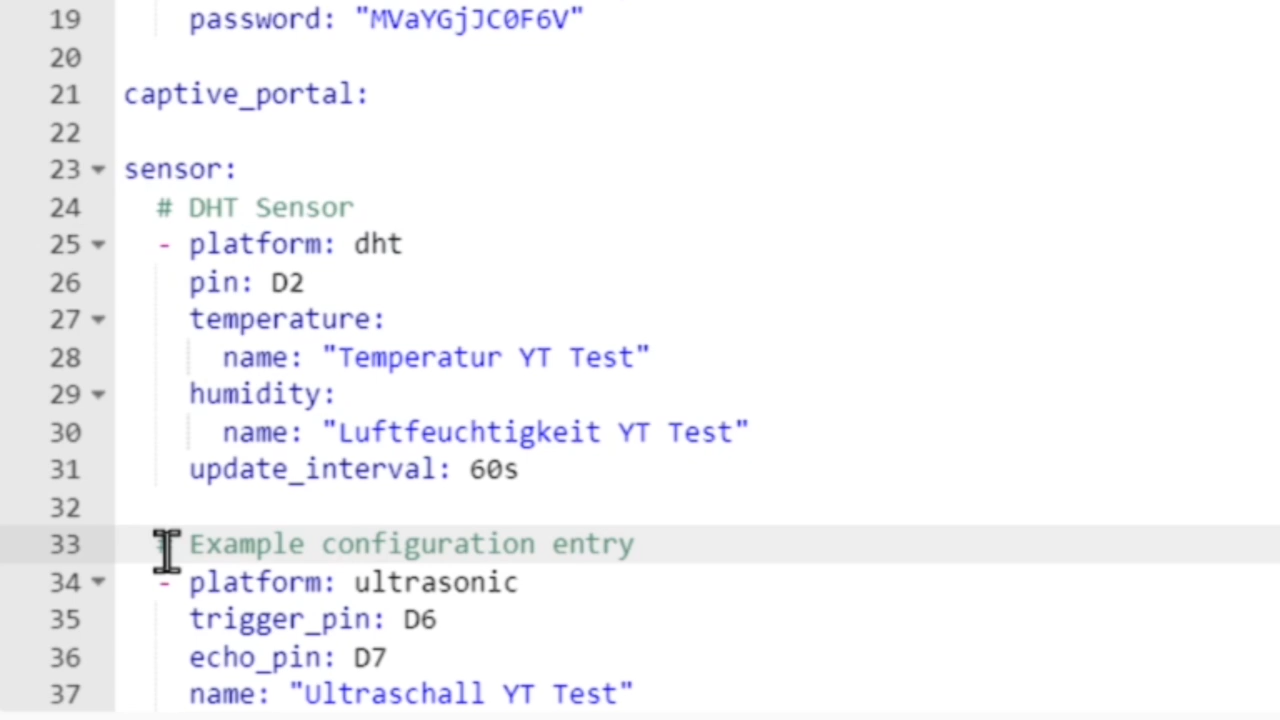 19 password: "MVaYGjJC0F6V"
20
21 captive_portal:
22
23 sensor:
24 # DHT Sensor
25 - platform: dht
26 pin: D2
27 temperature:
28 name: "Temperatur YT Test"
29 humidity:
30 name: "Luftfeuchtigkeit YT Test"
31 update_interval: 60s
32
33 # Example configuration entry
34 - platform: ultrasonic
35 trigger_pin: D6
36 echo_pin: D7
37 name: "Ultraschall YT Test"